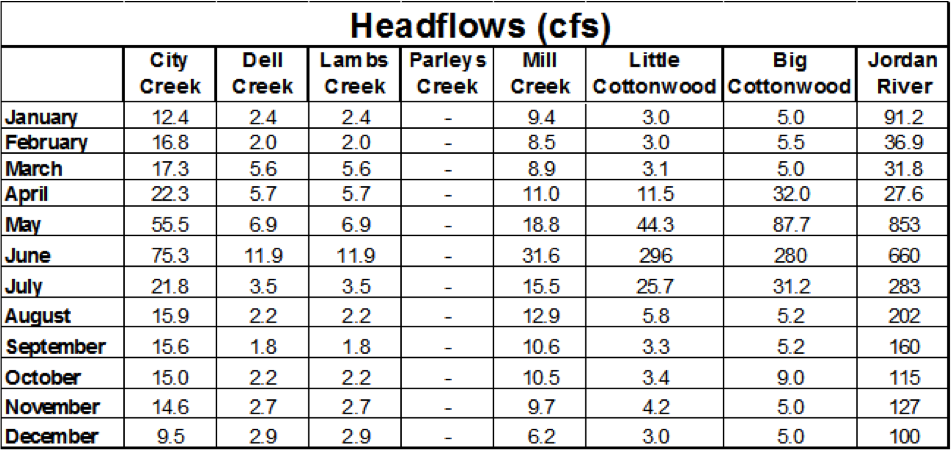 Headflows (cfs)
City Creek Dell Creek Lambs Creek Parleys Creek Mill Creek Little Cottonwood Big Cottonwood Jordan River
January 12.4 2.4 2.4 - 9.4 3.0 5.0 91.2
February 16.8 2.0 2.0 - 8.5 3.0 5.5 36.9
March 17.3 5.6 5.6 - 8.9 3.1 5.0 31.8
April 22.3 5.7 5.7 - 11.0 11.5 32.0 27.6
May 55.5 6.9 6.9 - 18.8 44.3 87.7 853
June 75.3 11.9 11.9 - 31.6 296 280 660
July 21.8 3.5 3.5 - 15.5 25.7 31.2 283
August 15.9 2.2 2.2 - 12.9 5.8 5.2 202
September 15.6 1.8 1.8 - 10.6 3.3 5.2 160
October 15.0 2.2 2.2 - 10.5 3.4 9.0 115
November 14.6 2.7 2.7 - 9.7 4.2 5.0 127
December 9.5 2.9 2.9 - 6.2 3.0 5.0 100